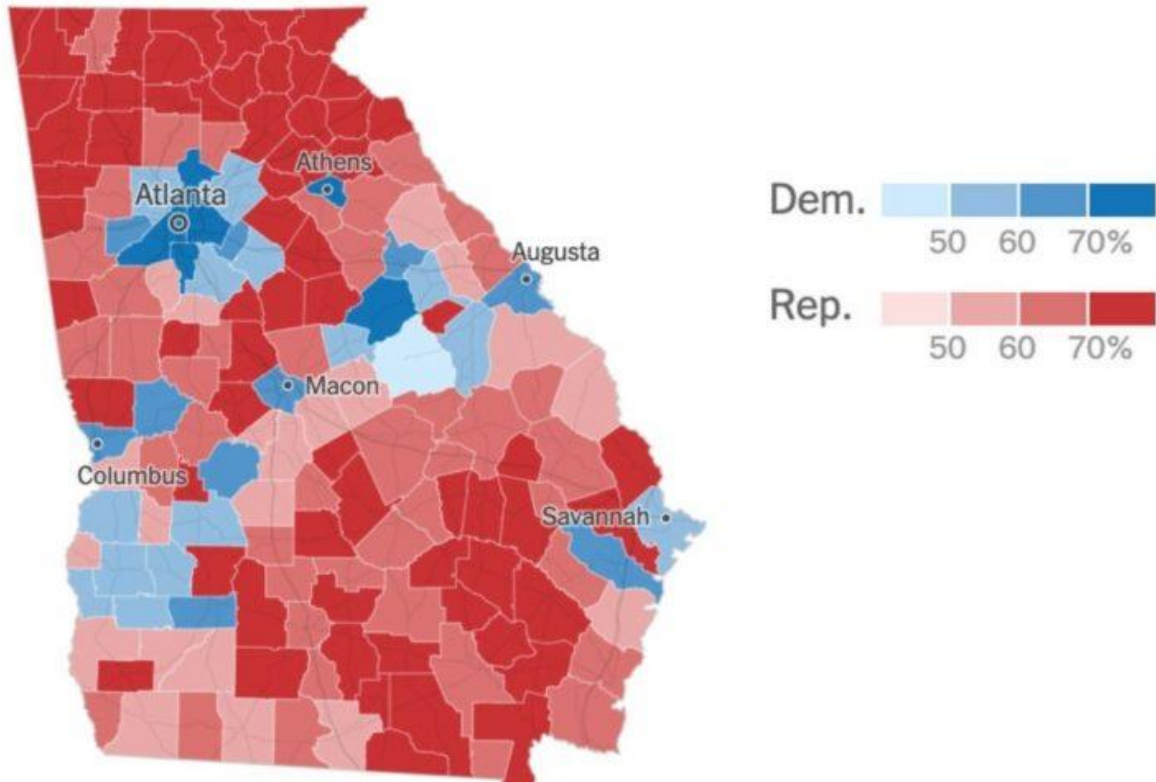 Athens
Atlanta
Augusta
Macon
Columbus
Savannah
Dem.
50 60 70%
Rep.
50 60 70%